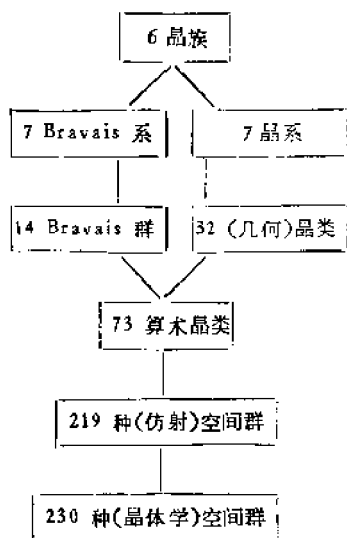 6 晶族
7 Bravais 系
7 晶系
14 Bravais 群
32 (几何)晶类
73 算术晶类
219 种(仿射)空间群
230 种(晶体学)空间群